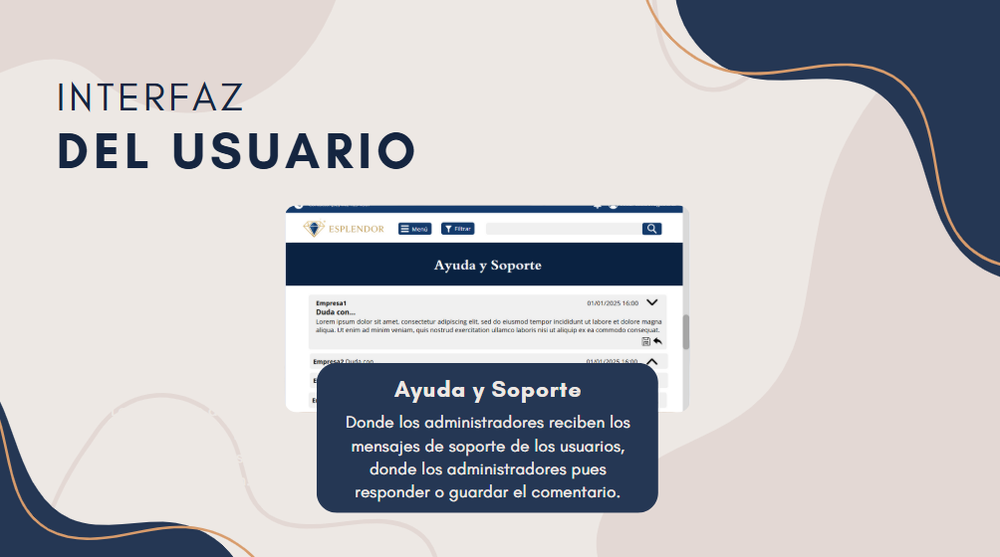 INTERFAZ
DEL USUARIO
ESPLENDOR
Menú
Filtrar
Ayuda y Soporte
Empresa1
01/01/2025 16:00
Duda con...
Lorem ipsum dolor sit amet, consectetur adipiscing elit, sed do eiusmod tempor incididunt ut labore et dolore magna
aliqua. Ut enim ad minim veniam, quis nostrud exercitation ullamco laboris nisi ut aliquip ex ea commodo consequat.
Empresa2 Duda con
01/01/2025 16:00
Ayuda y Soporte
Donde los administradores reciben los
mensajes de soporte de los usuarios,
donde los administradores pues
responder o guardar el comentario.